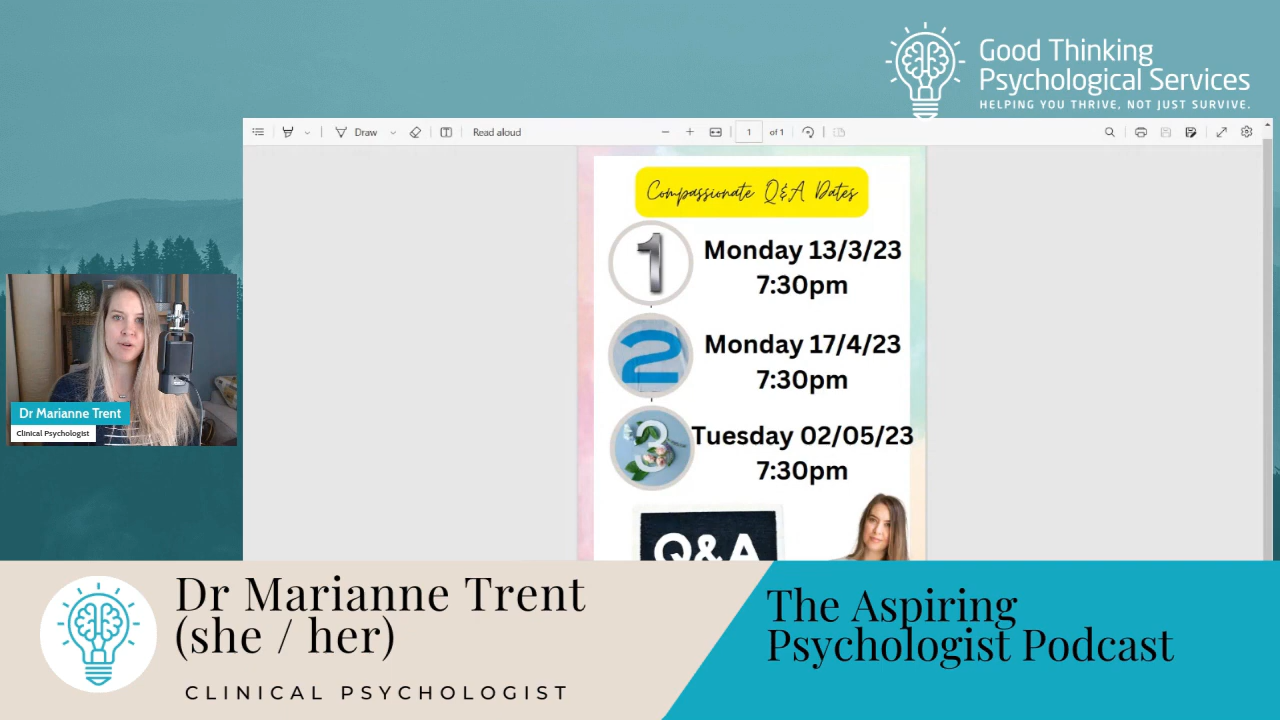 Good Thinking
Psychological Services
HELPING YOU THRIVE, NOT JUST SURVIVE.
Draw
Read aloud
1
of 1
Compassionate Q&A Dates
1
Monday 13/3/23
7:30pm
2
Monday 17/4/23
7:30pm
3
Tuesday 02/05/23
7:30pm
Q&A
Dr Marianne Trent
Clinical Psychologist
Dr Marianne Trent
(she / her)
CLINICAL PSYCHOLOGIST
The Aspiring
Psychologist Podcast